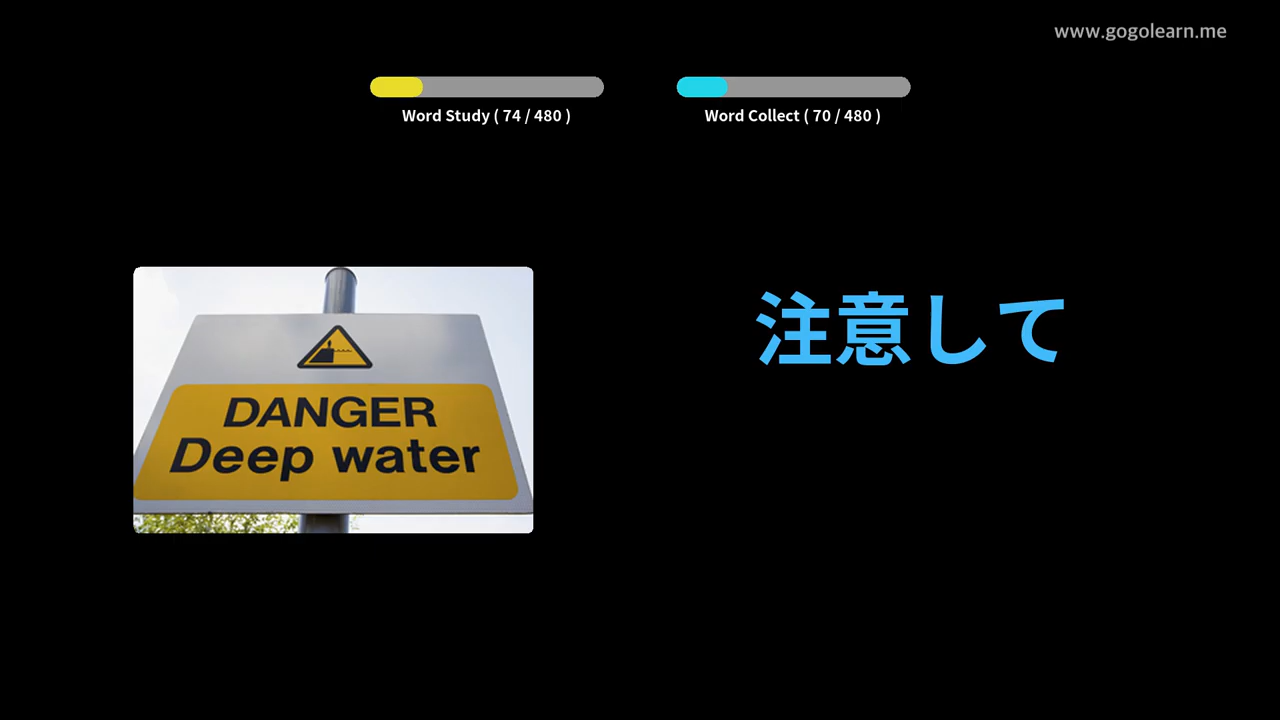 www.gogolearn.me
Word Study ( 74 / 480 )
Word Collect ( 70 / 480 )
DANGER
Deep water
注意して